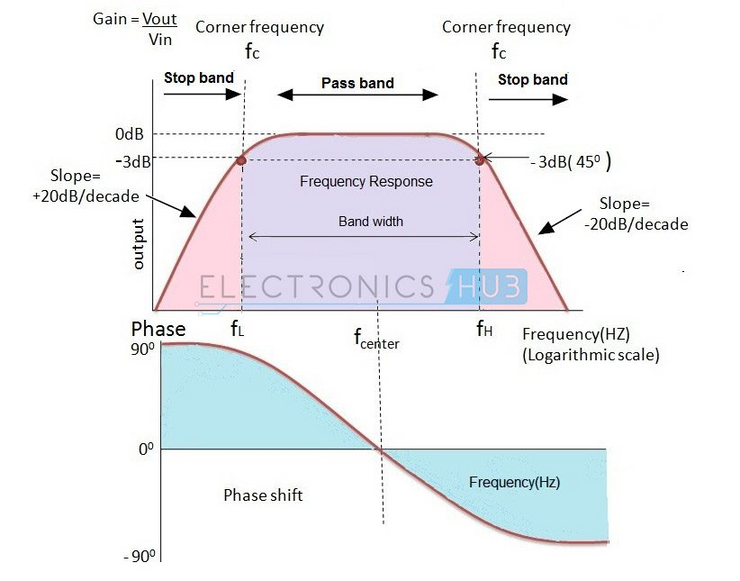 Gain = Vout
Vin
Corner frequency
fC
Corner frequency
fC
Stop band
Pass band
Stop band
0dB
-3dB
- 3dB( 45⁰ )
Slope=
+20dB/decade
Frequency Response
Slope=
-20dB/decade
Band width
output
ELECTRONICS HUB
Phase
fL
fcenter
fH
Frequency(HZ)
(Logarithmic scale)
90⁰
0⁰
Frequency(Hz)
Phase shift
- 90⁰